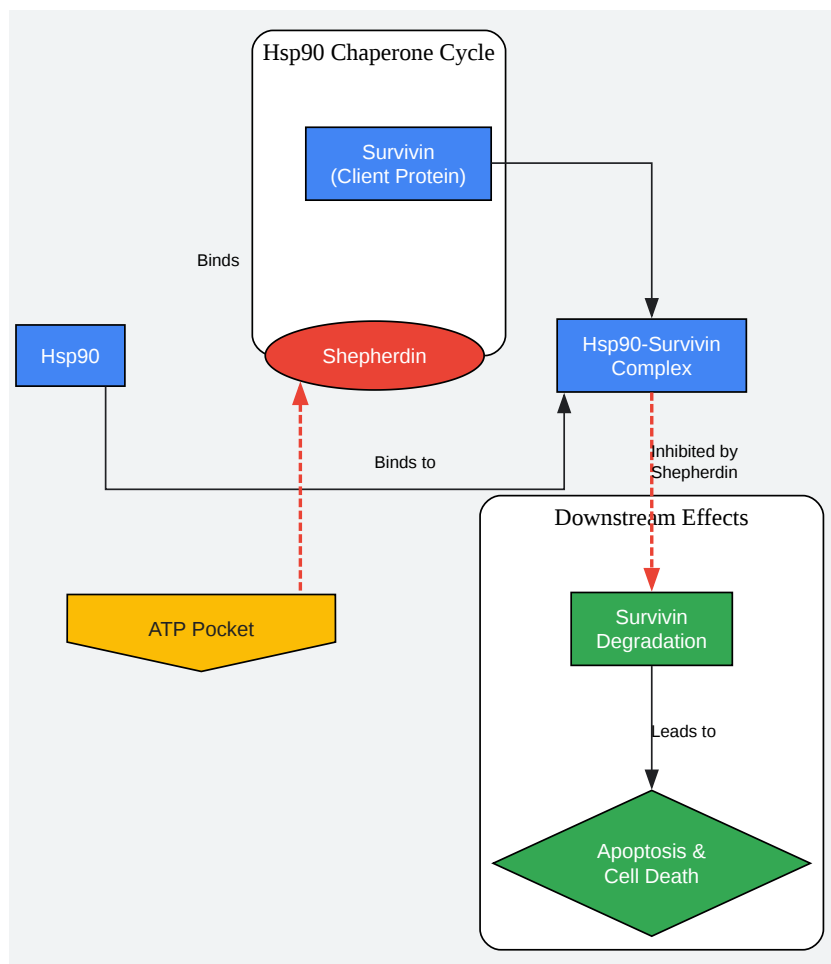 Hsp90 Chaperone Cycle
Survivin
(Client Protein)
Binds
Hsp90
Shepherdin
Hsp90-Survivin
Complex
Binds to
Inhibited by
Shepherdin
Downstream Effects
ATP Pocket
Survivin
Degradation
Leads to
Apoptosis &
Cell Death